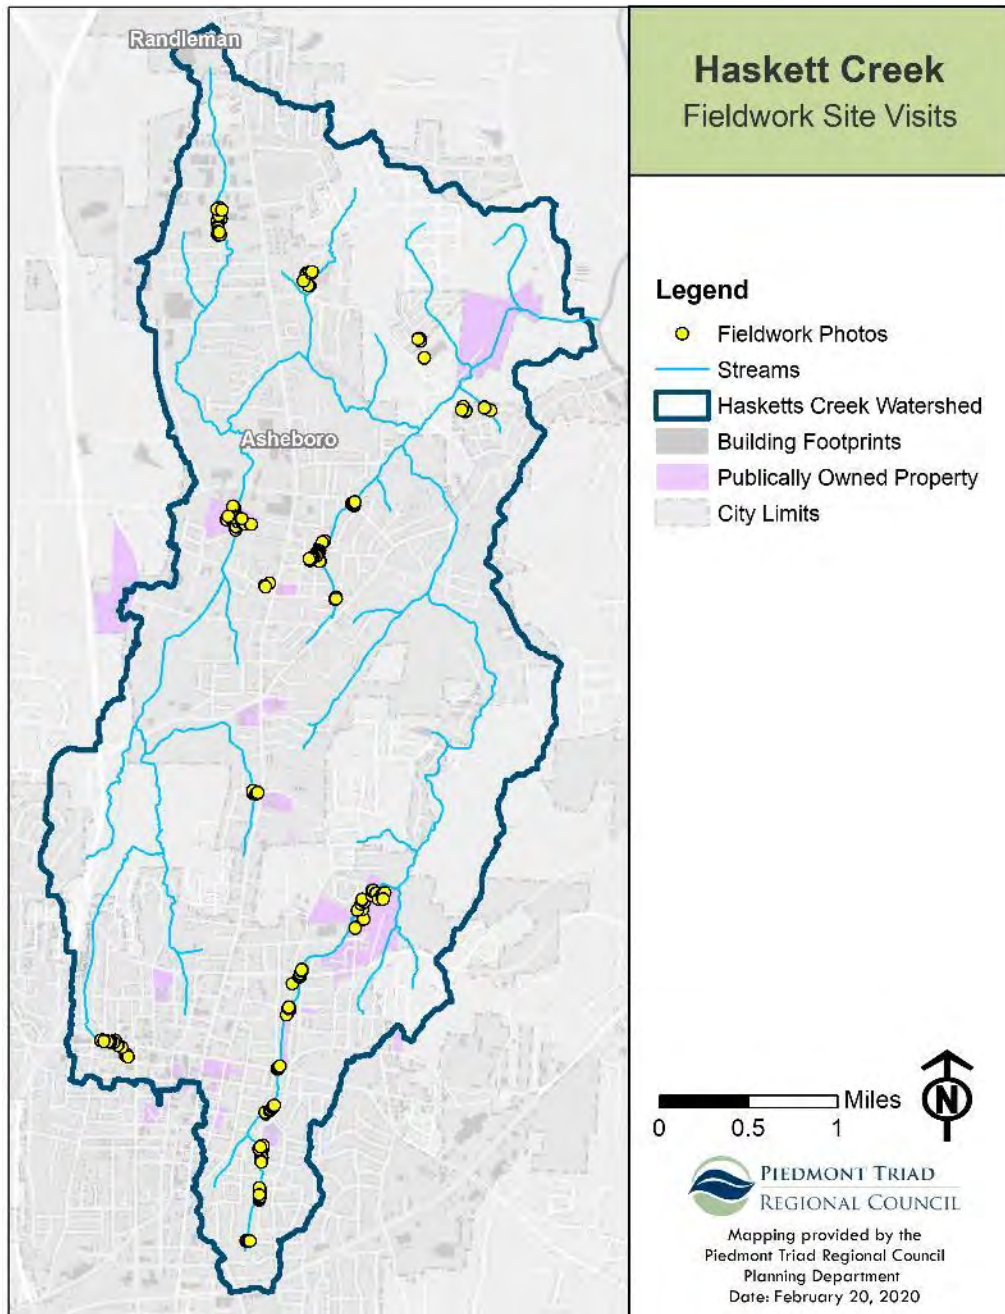 Randleman
Haskett Creek
Fieldwork Site Visits
Legend
Fieldwork Photos
Streams
Hasketts Creek Watershed
Building Footprints
Publically Owned Property
City Limits
Asheboro
Miles
0 0.5 1
N
PIEDMONT TRIAD
REGIONAL COUNCIL
Mapping provided by the
Piedmont Triad Regional Council
Planning Department
Date: February 20, 2020